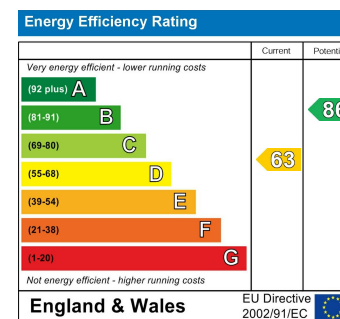 Energy Efficiency Rating
Current
Very energy efficient - lower running costs
(92 plus) A
(81-91) B
86
(69-80) C
63
(55-68) D
(39-54) E
(21-38) F
(1-20) G
Not energy efficient - higher running costs
England & Wales
EU Directive
2002/91/EC